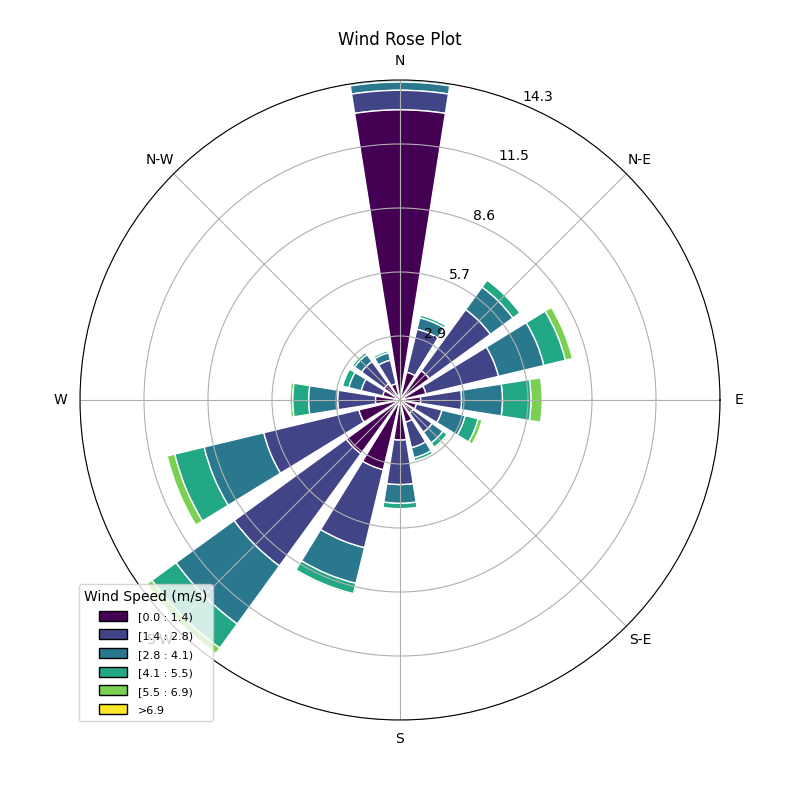 Wind Rose Plot
N
14.3
N-W
N-E
11.5
8.6
5.7
2.9
W
E
Wind Speed (m/s)
[0.0 : 1.4)
[1.4 : 2.8)
S-W
S-E
[2.8 : 4.1)
[4.1 : 5.5)
[5.5 : 6.9)
>6.9
S